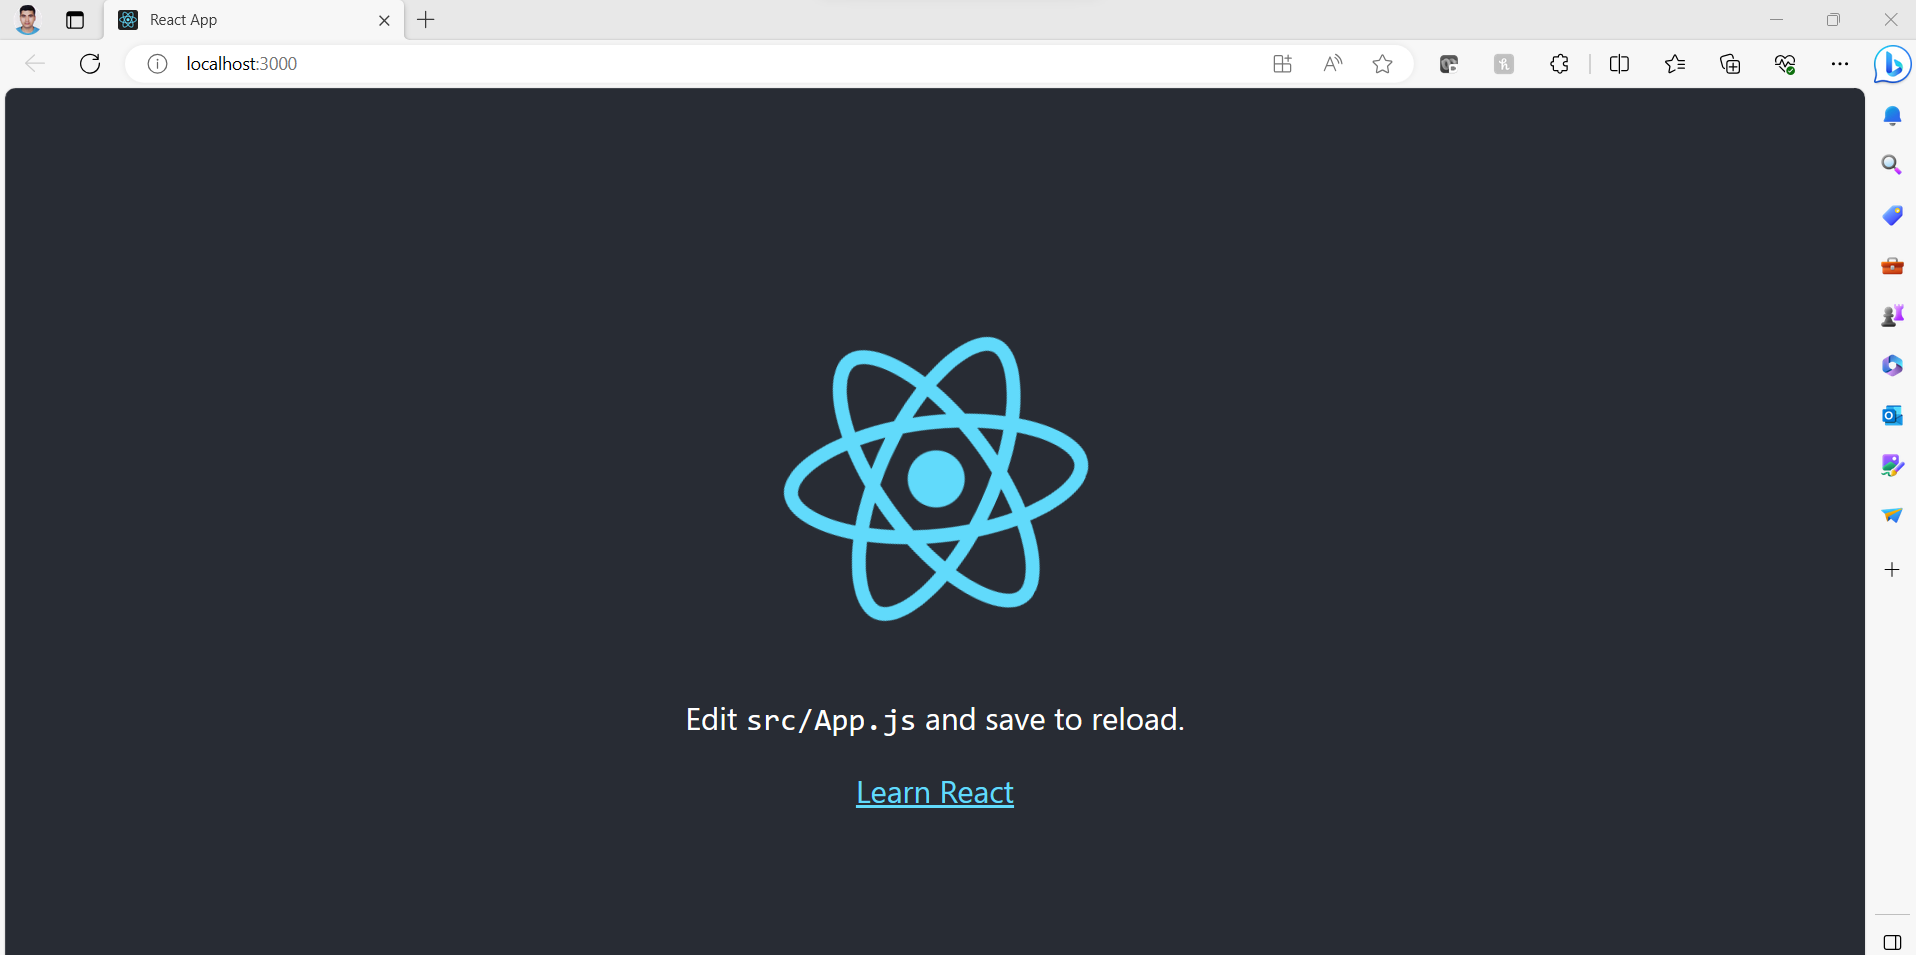 React App
localhost:3000
Edit src/App.js and save to reload.
Learn React